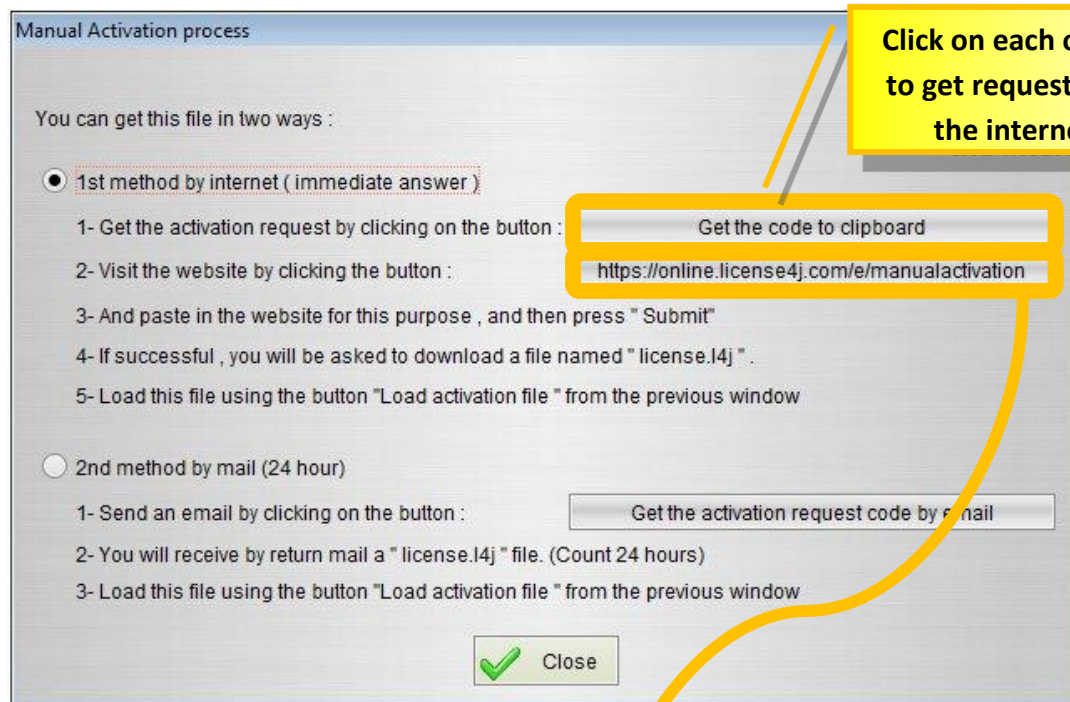 Manual Activation process
Click on each
to get request
the
You can get this file in two ways :
1st method by internet ( immediate answer )
1- Get the activation request by clicking on the button :
Get the code to clipboard
2- Visit the website by clicking the button :
https://online.license4j.com/e/manualactivation
3- And paste in the website for this purpose , and then press " Submit"
4- If successful , you will be asked to download a file named " license.l4j " .
5- Load this file using the button "Load activation file " from the previous window
2nd method by mail (24 hour)
1- Send an email by clicking on the button :
Get the activation request code by email
2- You will receive by return mail a " license.l4j " file. (Count 24 hours)
3- Load this file using the button "Load activation file " from the previous window
Close